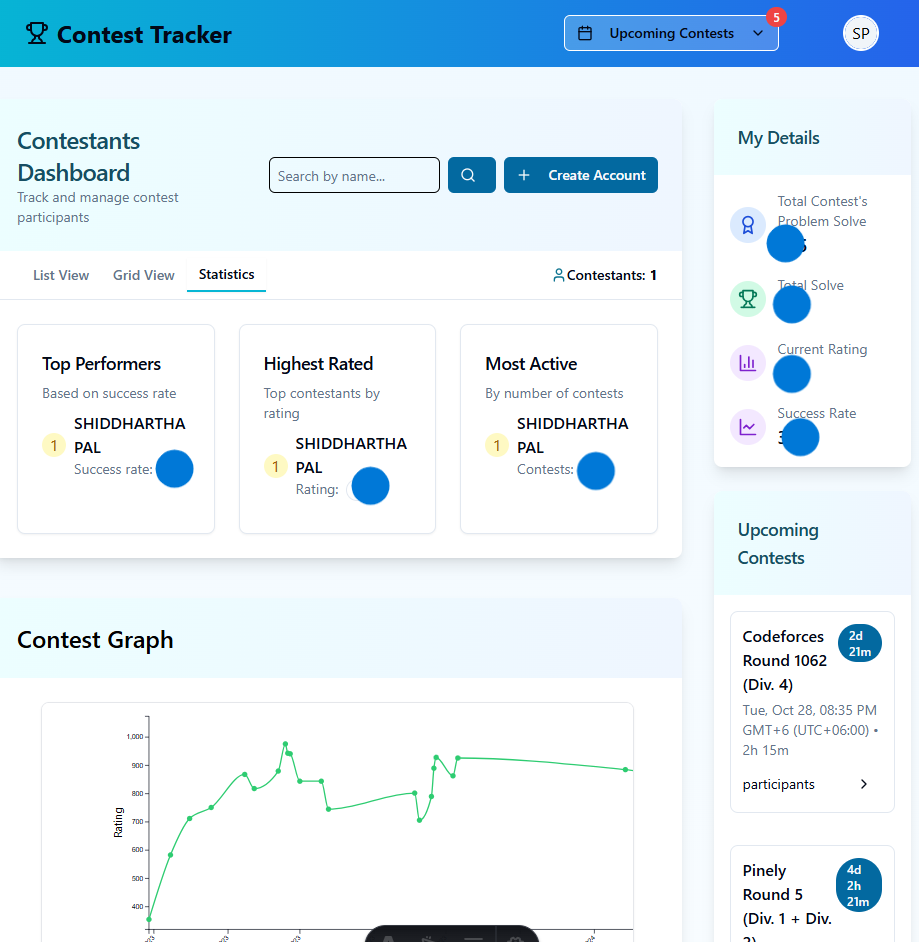 Contest Tracker
Upcoming Contests
5
SP
Contestants
Dashboard
Track and manage contest
participants
Search by name...
Create Account
List View
Grid View
Statistics
Contestants: 1
Top Performers
Based on success rate
1
SHIDDHARTHA
PAL
Success rate:
Highest Rated
Top contestants by
rating
1
SHIDDHARTHA
PAL
Rating:
Most Active
By number of contests
1
SHIDDHARTHA
PAL
Contests:
Contest Graph
1,000
900
800
700
600
500
400
Rating
My Details
Total Contest's
Problem Solve
Total Solve
Current Rating
Success Rate
Upcoming
Contests
Codeforces
Round 1062
(Div. 4)
2d
21m
Tue, Oct 28, 08:35 PM
GMT+6 (UTC+06:00) •
2h 15m
participants
Pinely
Round 5
(Div. 1 + Div.
4d
2h
21m